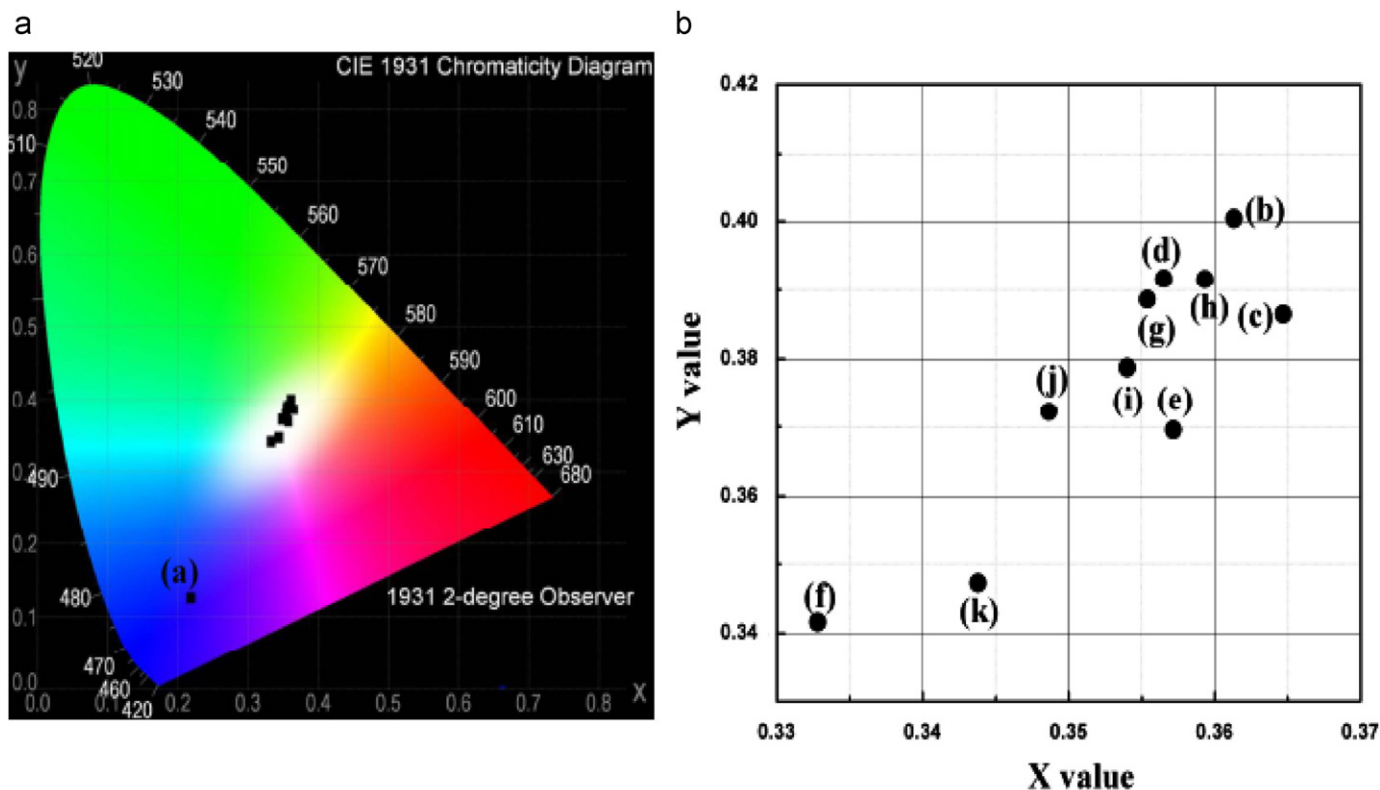 a
b
CIE 1931 Chromaticity Diagram
y
520
530
540
510
550
560
570
580
590
600
610
630
680
490
480
470
460
420
0.8
0.7
0.6
0.5
0.4
0.3
0.2
0.1
0.0
(a)
1931 2-degree Observer
0.0 0.1 0.2 0.3 0.4 0.5 0.6 0.7 0.8 X
0.42
0.40
0.38
0.36
0.34
Y value
(b)
(d)
(h)
(c)
(g)
(j)
(i)
(e)
(f)
(k)
0.33 0.34 0.35 0.36 0.37
X value